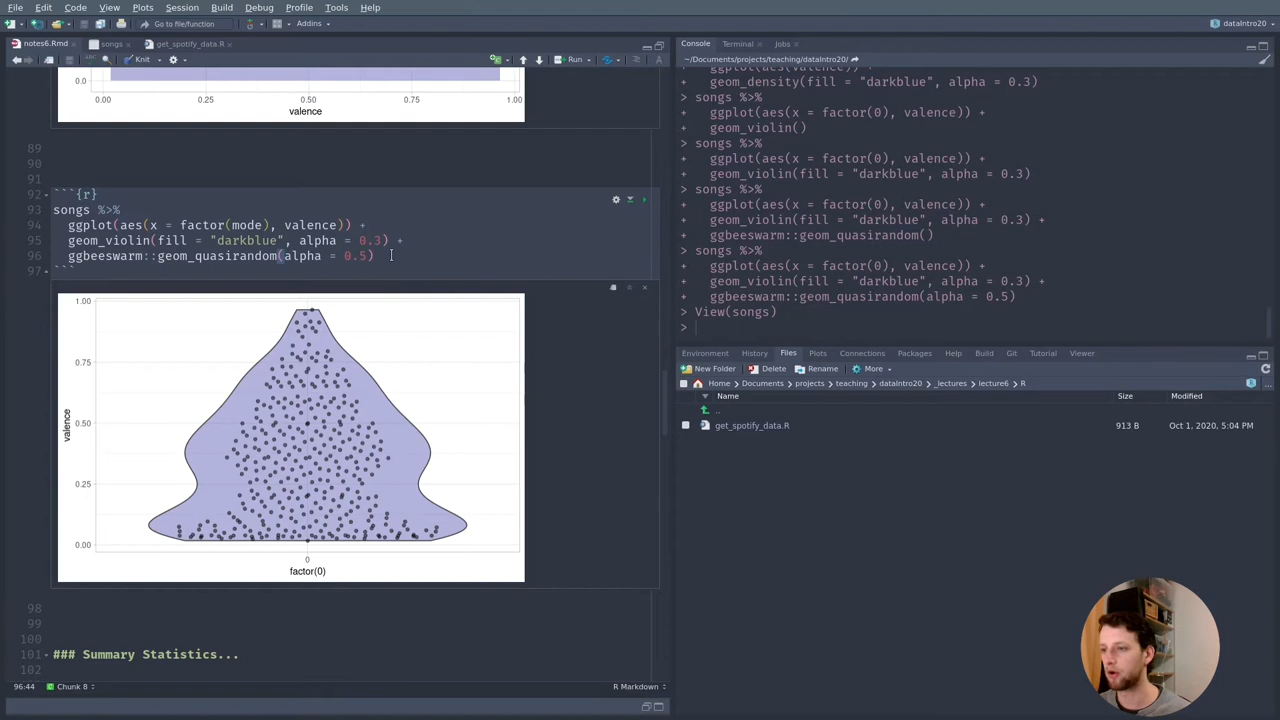 File Edit Code View Plots Session Build Debug Profile Tools Help
Go to file/function Addins dataIntro20
notes6.Rmd songs get_spotify_data.R
Knit Run
0.0
0.00 0.25 0.50 0.75 1.00
valence
89
90
91
92 ```{r}
93 songs %>%
94 ggplot(aes(x = factor(mode), valence)) +
95 geom_violin(fill = "darkblue", alpha = 0.3) +
96 ggbeeswarm::geom_quasirandom(alpha = 0.5)
97 ```
1.00
0.75
0.50
0.25
0.00
valence
0
factor(0)
98
99
100
101 ### Summary Statistics...
102
96:44 Chunk 8 R Markdown
Console Terminal Jobs
~/Documents/projects/teaching/dataIntro20/
+ ggplot(aes(valence)) +
+ geom_density(fill = "darkblue", alpha = 0.3)
> songs %>%
+ ggplot(aes(x = factor(0), valence)) +
+ geom_violin()
> songs %>%
+ ggplot(aes(x = factor(0), valence)) +
+ geom_violin(fill = "darkblue", alpha = 0.3)
> songs %>%
+ ggplot(aes(x = factor(0), valence)) +
+ geom_violin(fill = "darkblue", alpha = 0.3) +
+ ggbeeswarm::geom_quasirandom()
> songs %>%
+ ggplot(aes(x = factor(0), valence)) +
+ geom_violin(fill = "darkblue", alpha = 0.3) +
+ ggbeeswarm::geom_quasirandom(alpha = 0.5)
> View(songs)
>
Environment History Files Plots Connections Packages Help Build Git Tutorial Viewer
New Folder Delete Rename More
Home Documents projects teaching dataIntro20 _lectures lecture6 R ...
Name Size Modified
..
get_spotify_data.R 913 B Oct 1, 2020, 5:04 PM